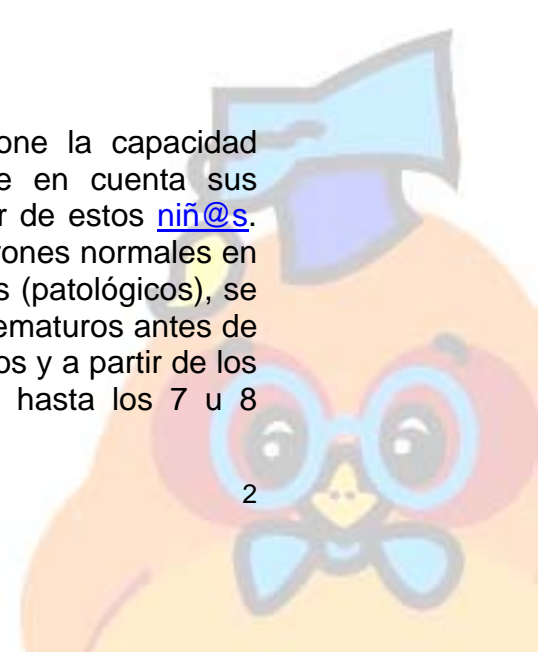 one la capacidad
e en cuenta sus
r de estos niñ@s.
rones normales en
s (patológicos), se
ematuros antes de
os y a partir de los
hasta los 7 u 8
2